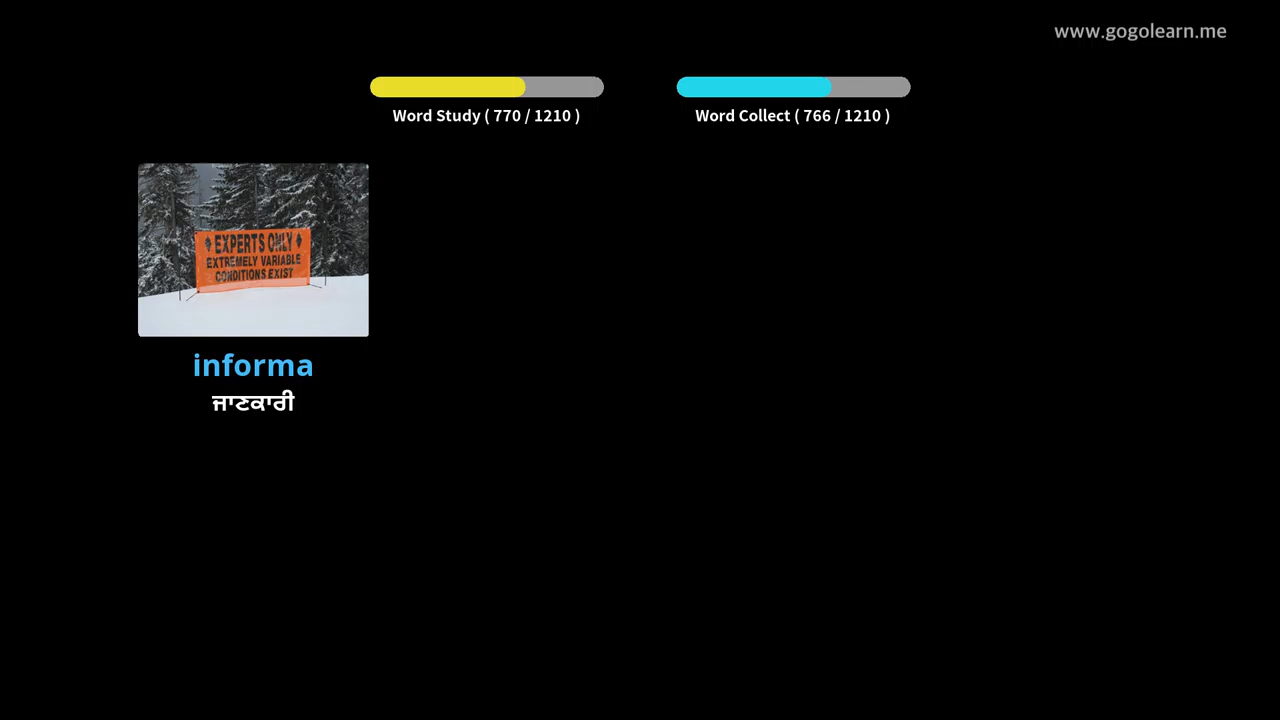 www.gogolearn.me
Word Study ( 770 / 1210 )
Word Collect ( 766 / 1210 )
EXPERTS ONLY
EXTREMELY VARIABLE
CONDITIONS EXIST
informa
ਜਾਣਕਾਰੀ